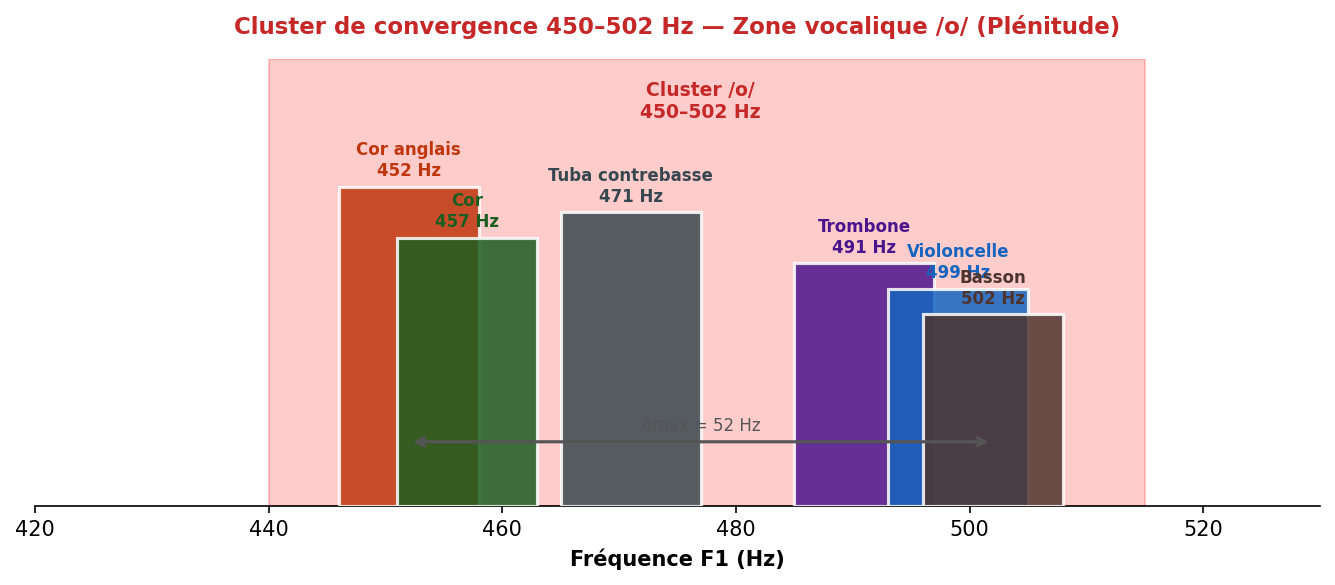 Cluster de convergence 450–502 Hz — Zone vocalique /o/ (Plénitude)
Cluster /o/
450–502 Hz
Cor anglais
452 Hz
Cor
457 Hz
Tuba contrebasse
471 Hz
Trombone
491 Hz
Violoncelle
499 Hz
Basson
502 Hz
Δmax = 52 Hz
420 440 460 480 500 520
Fréquence F1 (Hz)